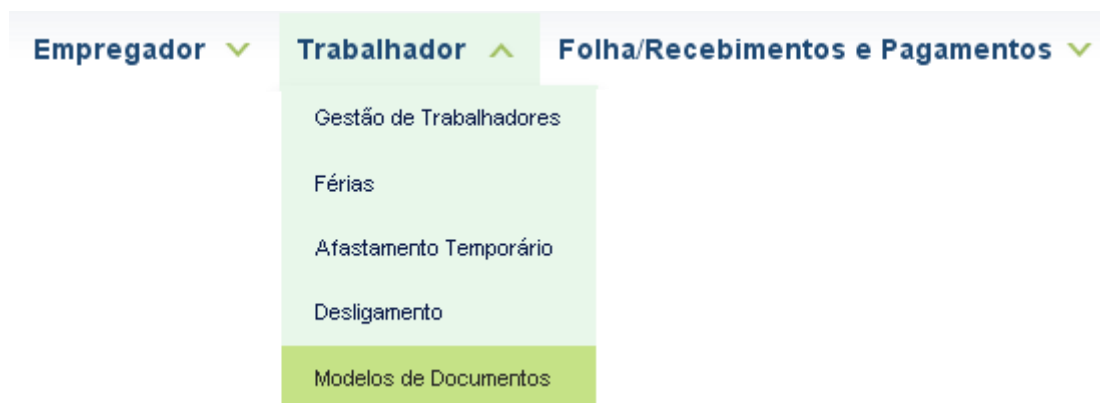 Empregador Trabalhador Folha/Recebimentos e Pagamentos
Gestão de Trabalhadores
Férias
Afastamento Temporário
Desligamento
Modelos de Documentos